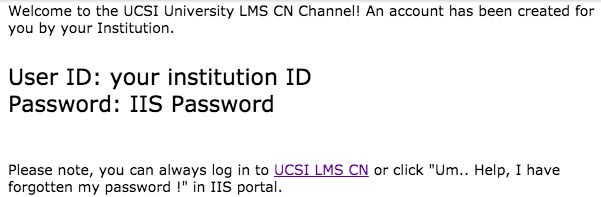 Welcome to the UCSI University LMS CN Channel! An account has been created for
you by your Institution.
User ID: your institution ID
Password: IIS Password
Please note, you can always log in to UCSI LMS CN or click "Um.. Help, I have
forgotten my password !" in IIS portal.